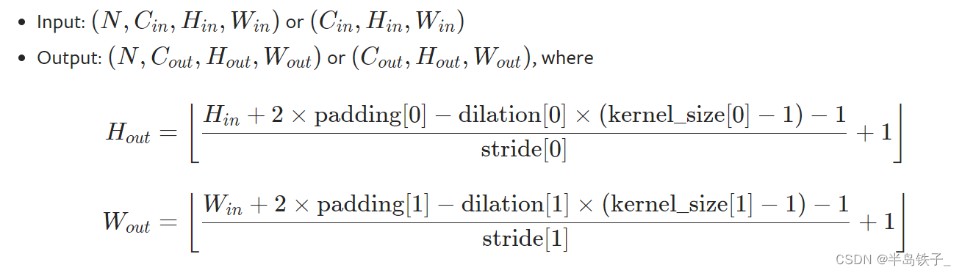 • Input: (N, C_in, H_in, W_in) or (C_in, H_in, W_in)
• Output: (N, C_out, H_out, W_out) or (C_out, H_out, W_out), where
H_out = ⌊(H_in + 2 × padding[0] − dilation[0] × (kernel_size[0] − 1) − 1) / stride[0] + 1⌋
W_out = ⌊(W_in + 2 × padding[1] − dilation[1] × (kernel_size[1] − 1) − 1) / stride[1] + 1⌋
CSDN @半岛铁子_